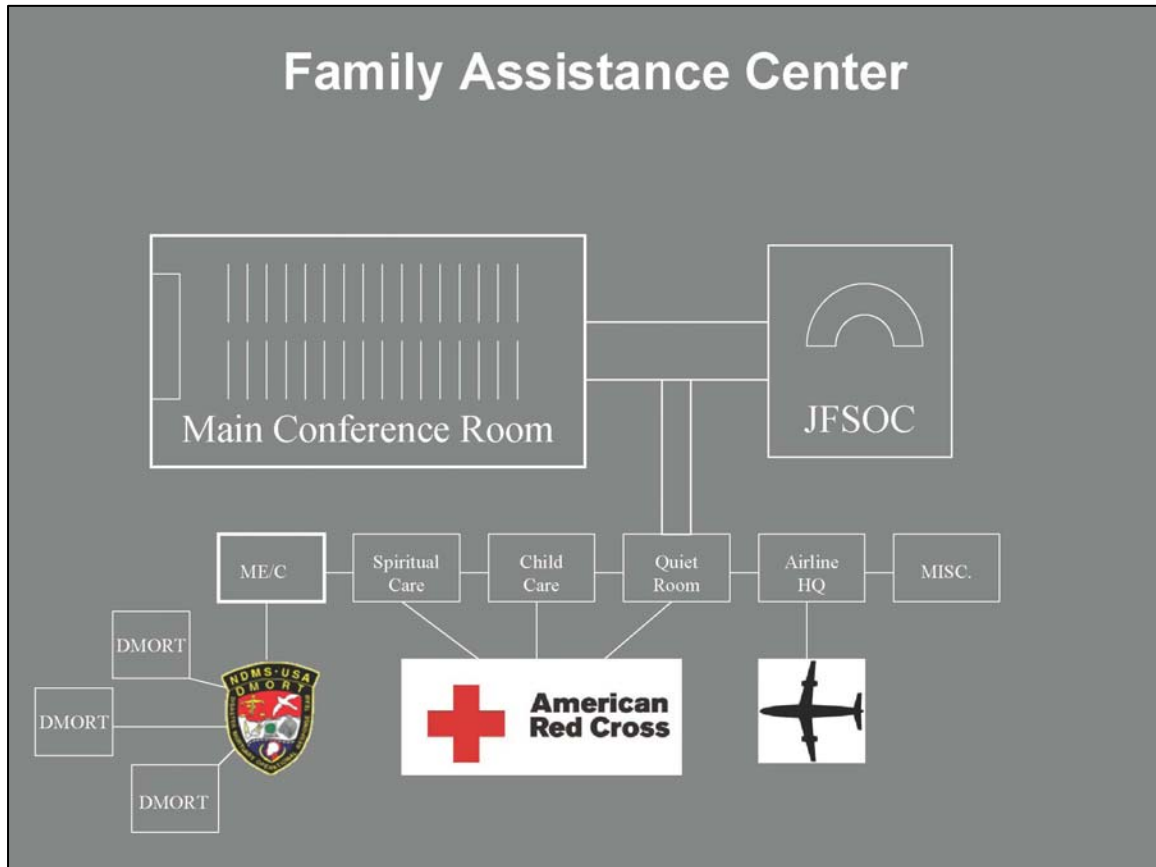 Family Assistance Center
Main Conference Room
JFSOC
ME/C
Spiritual
Care
Child
Care
Quiet
Room
Airline
HQ
MISC.
DMORT
DMORT
DMORT
NDMS·USA
DMORT
American
Red Cross